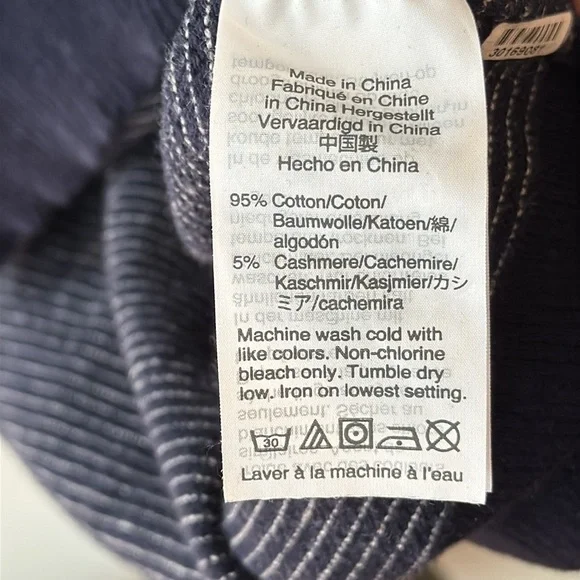 30169081
Made in China
Fabriqué en Chine
in China Hergestellt
Vervaardigd in China
中国製
Hecho en China
95% Cotton/Coton/
Baumwolle/Katoen/綿/
algodón
5% Cashmere/Cachemire/
Kaschmir/Kasjmier/カシ
ミア/cachemira
Machine wash cold with
like colors. Non-chlorine
bleach only. Tumble dry
low. Iron on lowest setting.
30
Laver à la machine à l'eau